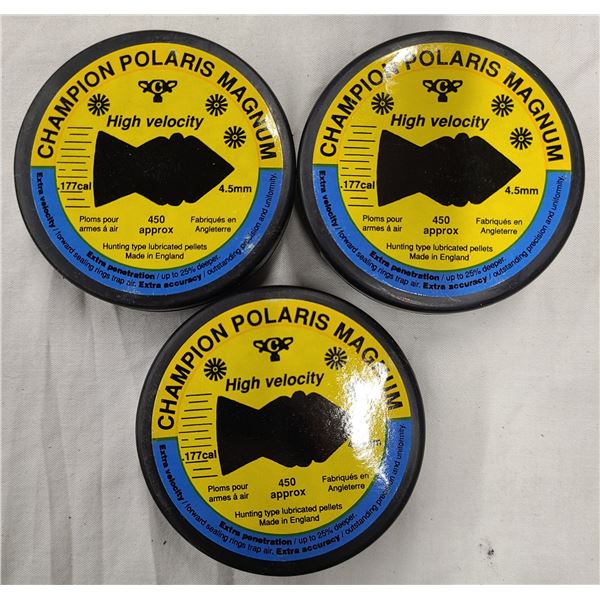 CHAMPION POLARIS MAGNUM
C
High velocity
.177cal
4.5mm
Ploms pour
armes à air
450
approx
Fabriqués en
Angleterre
Hunting type lubricated pellets
Made in England
Extra velocity / forward sealing rings trap air. Extra accuracy / outstanding precision and uniformity.
Extra penetration / up to 25% deeper.
CHAMPION POLARIS MAGNUM
C
High velocity
.177cal
4.5mm
Ploms pour
armes à air
450
approx
Fabriqués en
Angleterre
Hunting type lubricated pellets
Made in England
Extra velocity / forward sealing rings trap air. Extra accuracy / outstanding precision and uniformity.
Extra penetration / up to 25% deeper.
CHAMPION POLARIS MAGNUM
C
High velocity
.177cal
Ploms pour
armes à air
450
approx
Fabriqués en
Angleterre
Hunting type lubricated pellets
Made in England
Extra velocity / forward sealing rings trap air. Extra accuracy / outstanding precision and uniformity.
Extra penetration / up to 25% deeper.